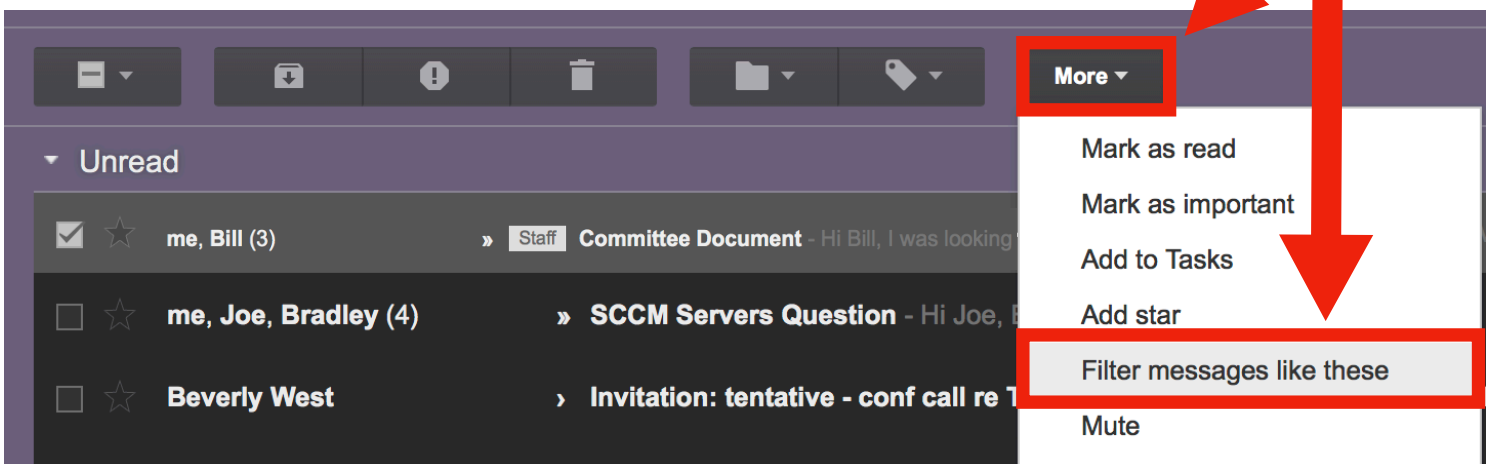 More
Unread
me, Bill (3) » Staff Committee Document - Hi Bill, I was looking
me, Joe, Bradley (4) » SCCM Servers Question - Hi Joe,
Beverly West › Invitation: tentative - conf call re
Mark as read
Mark as important
Add to Tasks
Add star
Filter messages like these
Mute